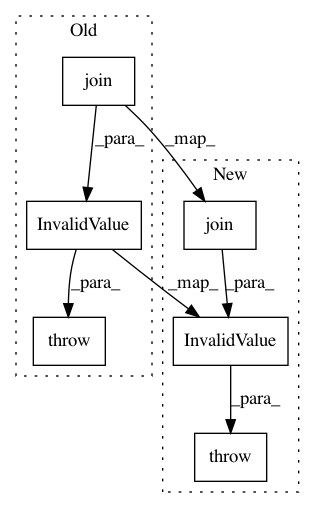 Old
join
_para_
_map_
New
InvalidValue
join
_para_
_map_
_para_
throw
InvalidValue
_para_
throw